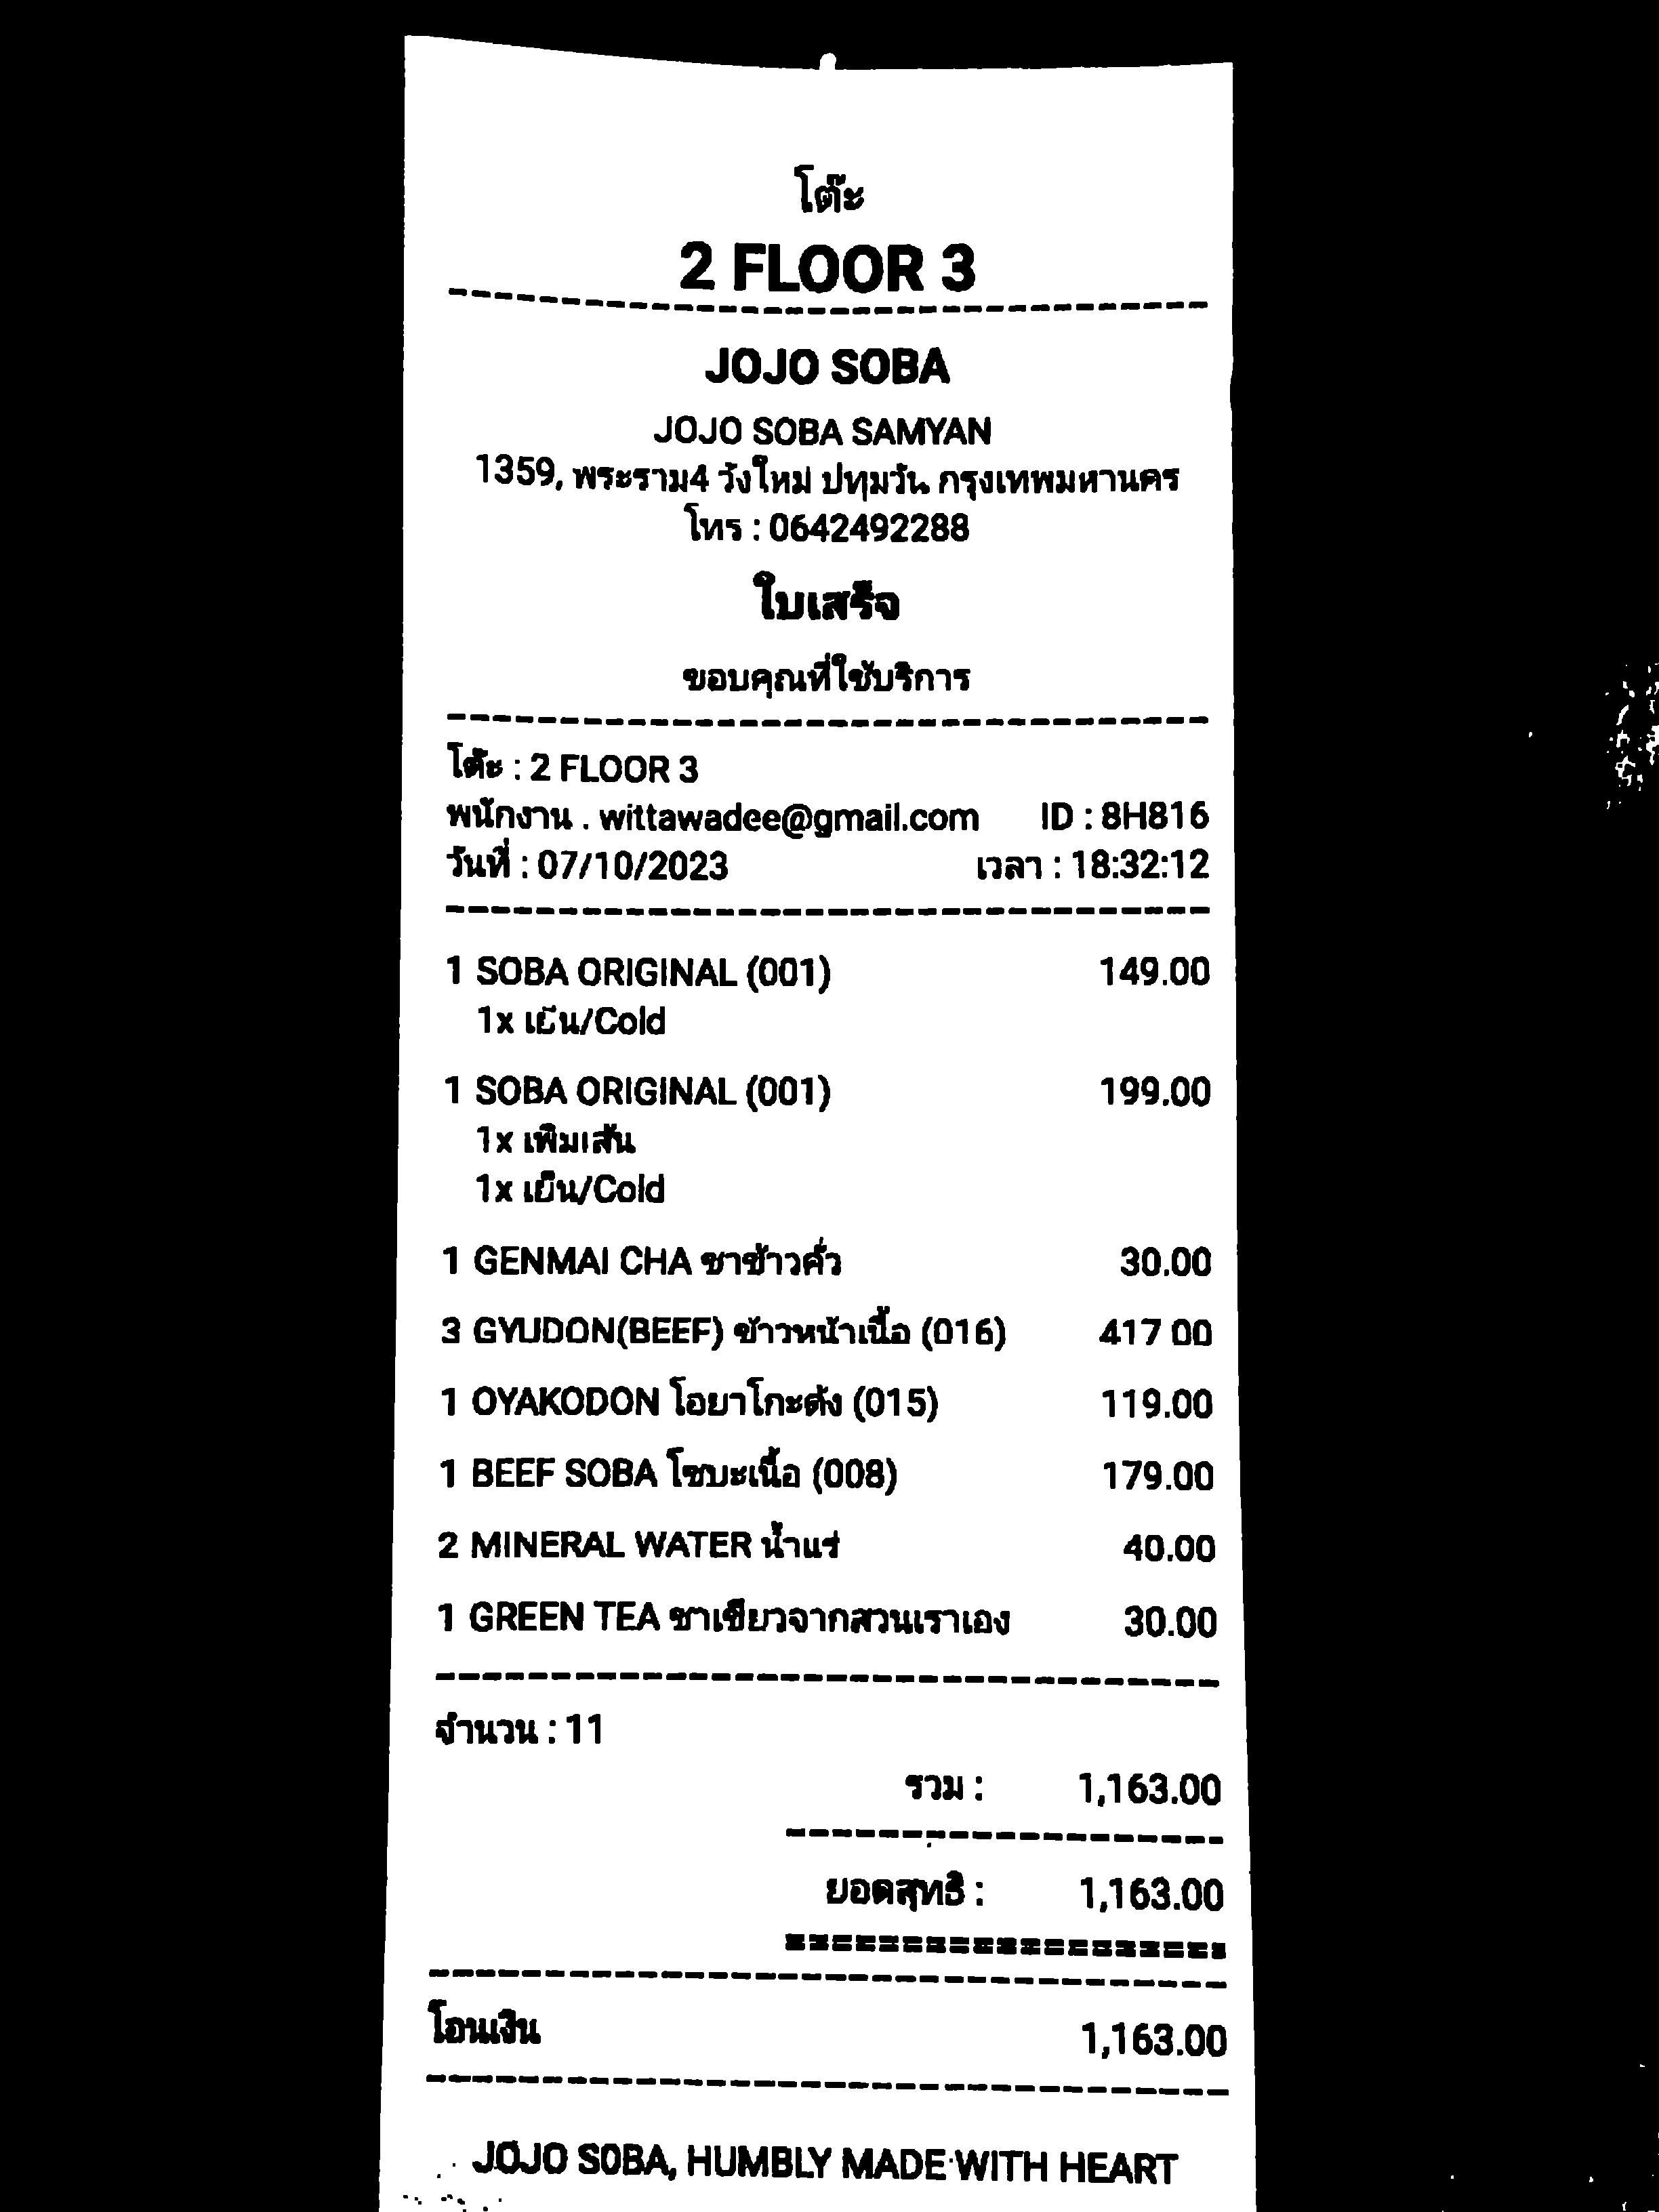 โต๊ะ
2 FLOOR 3
JOJO SOBA
JOJO SOBA SAMYAN
1359, พระราม4 วังใหม่ ปทุมวัน กรุงเทพมหานคร
โทร : 0642492288
ใบเสร็จ
ขอบคุณที่ใช้บริการ
โต๊ะ : 2 FLOOR 3
พนักงาน . wittawadee@gmail.com ID : 8H816
วันที่ : 07/10/2023 เวลา : 18:32:12
1 SOBA ORIGINAL (001) 149.00
1x เย็น/Cold
1 SOBA ORIGINAL (001) 199.00
1x เพิ่มเส้น
1x เย็น/Cold
1 GENMAI CHA ชาข้าวคั่ว 30.00
3 GYUDON(BEEF) ข้าวหน้าเนื้อ (016) 417 00
1 OYAKODON โอยาโกะด้ง (015) 119.00
1 BEEF SOBA โซบะเนื้อ (008) 179.00
2 MINERAL WATER น้ำแร่ 40.00
1 GREEN TEA ชาเขียวจากสวนเราเอง 30.00
จำนวน : 11
รวม : 1,163.00
ยอดสุทธิ : 1,163.00
โอนเงิน 1,163.00
JOJO SOBA, HUMBLY MADE WITH HEART